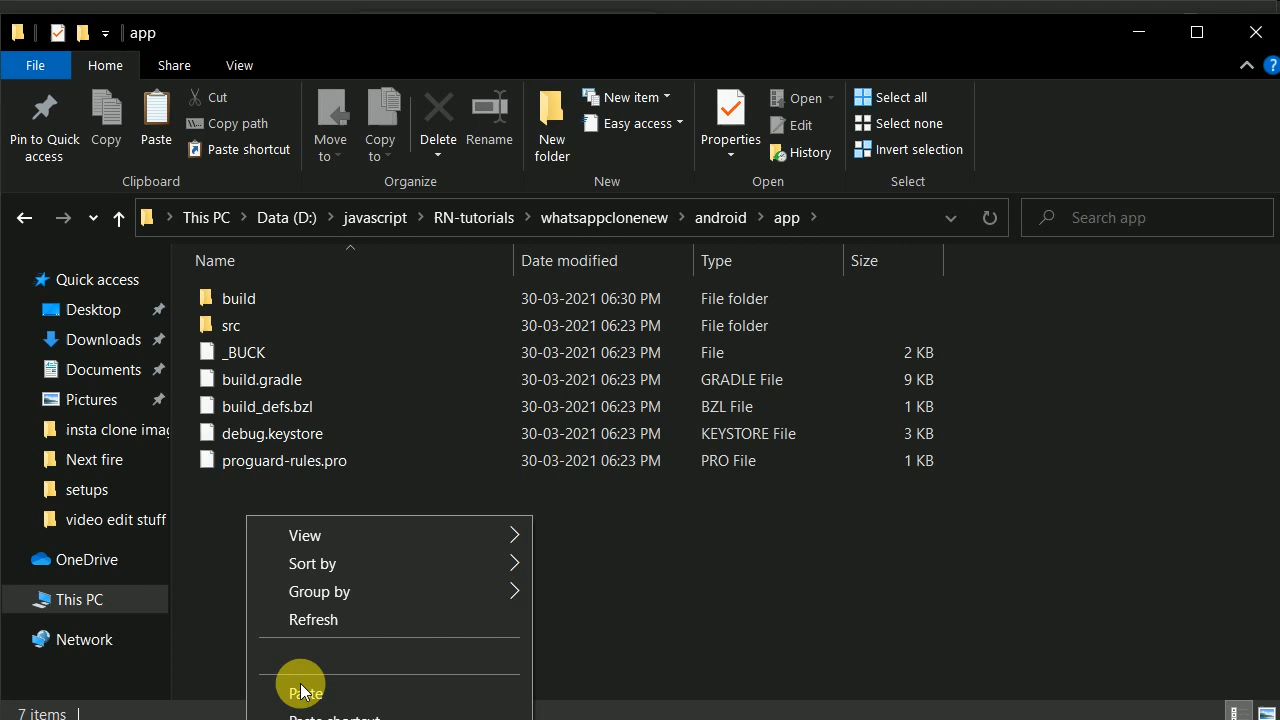 app
File Home Share View
Pin to Quick access
Copy
Paste
Cut
Copy path
Paste shortcut
Clipboard
Move to
Copy to
Delete
Rename
Organize
New folder
New item
Easy access
New
Properties
Open
Edit
History
Open
Select all
Select none
Invert selection
Select
This PC > Data (D:) > javascript > RN-tutorials > whatsappclonenew > android > app >
Search app
Name Date modified Type Size
build 30-03-2021 06:30 PM File folder
src 30-03-2021 06:23 PM File folder
_BUCK 30-03-2021 06:23 PM File 2 KB
build.gradle 30-03-2021 06:23 PM GRADLE File 9 KB
build_defs.bzl 30-03-2021 06:23 PM BZL File 1 KB
debug.keystore 30-03-2021 06:23 PM KEYSTORE File 3 KB
proguard-rules.pro 30-03-2021 06:23 PM PRO File 1 KB
Quick access
Desktop
Downloads
Documents
Pictures
insta clone imag
Next fire
setups
video edit stuff
OneDrive
This PC
Network
View
Sort by
Group by
Refresh
Paste
Paste shortcut
7 items